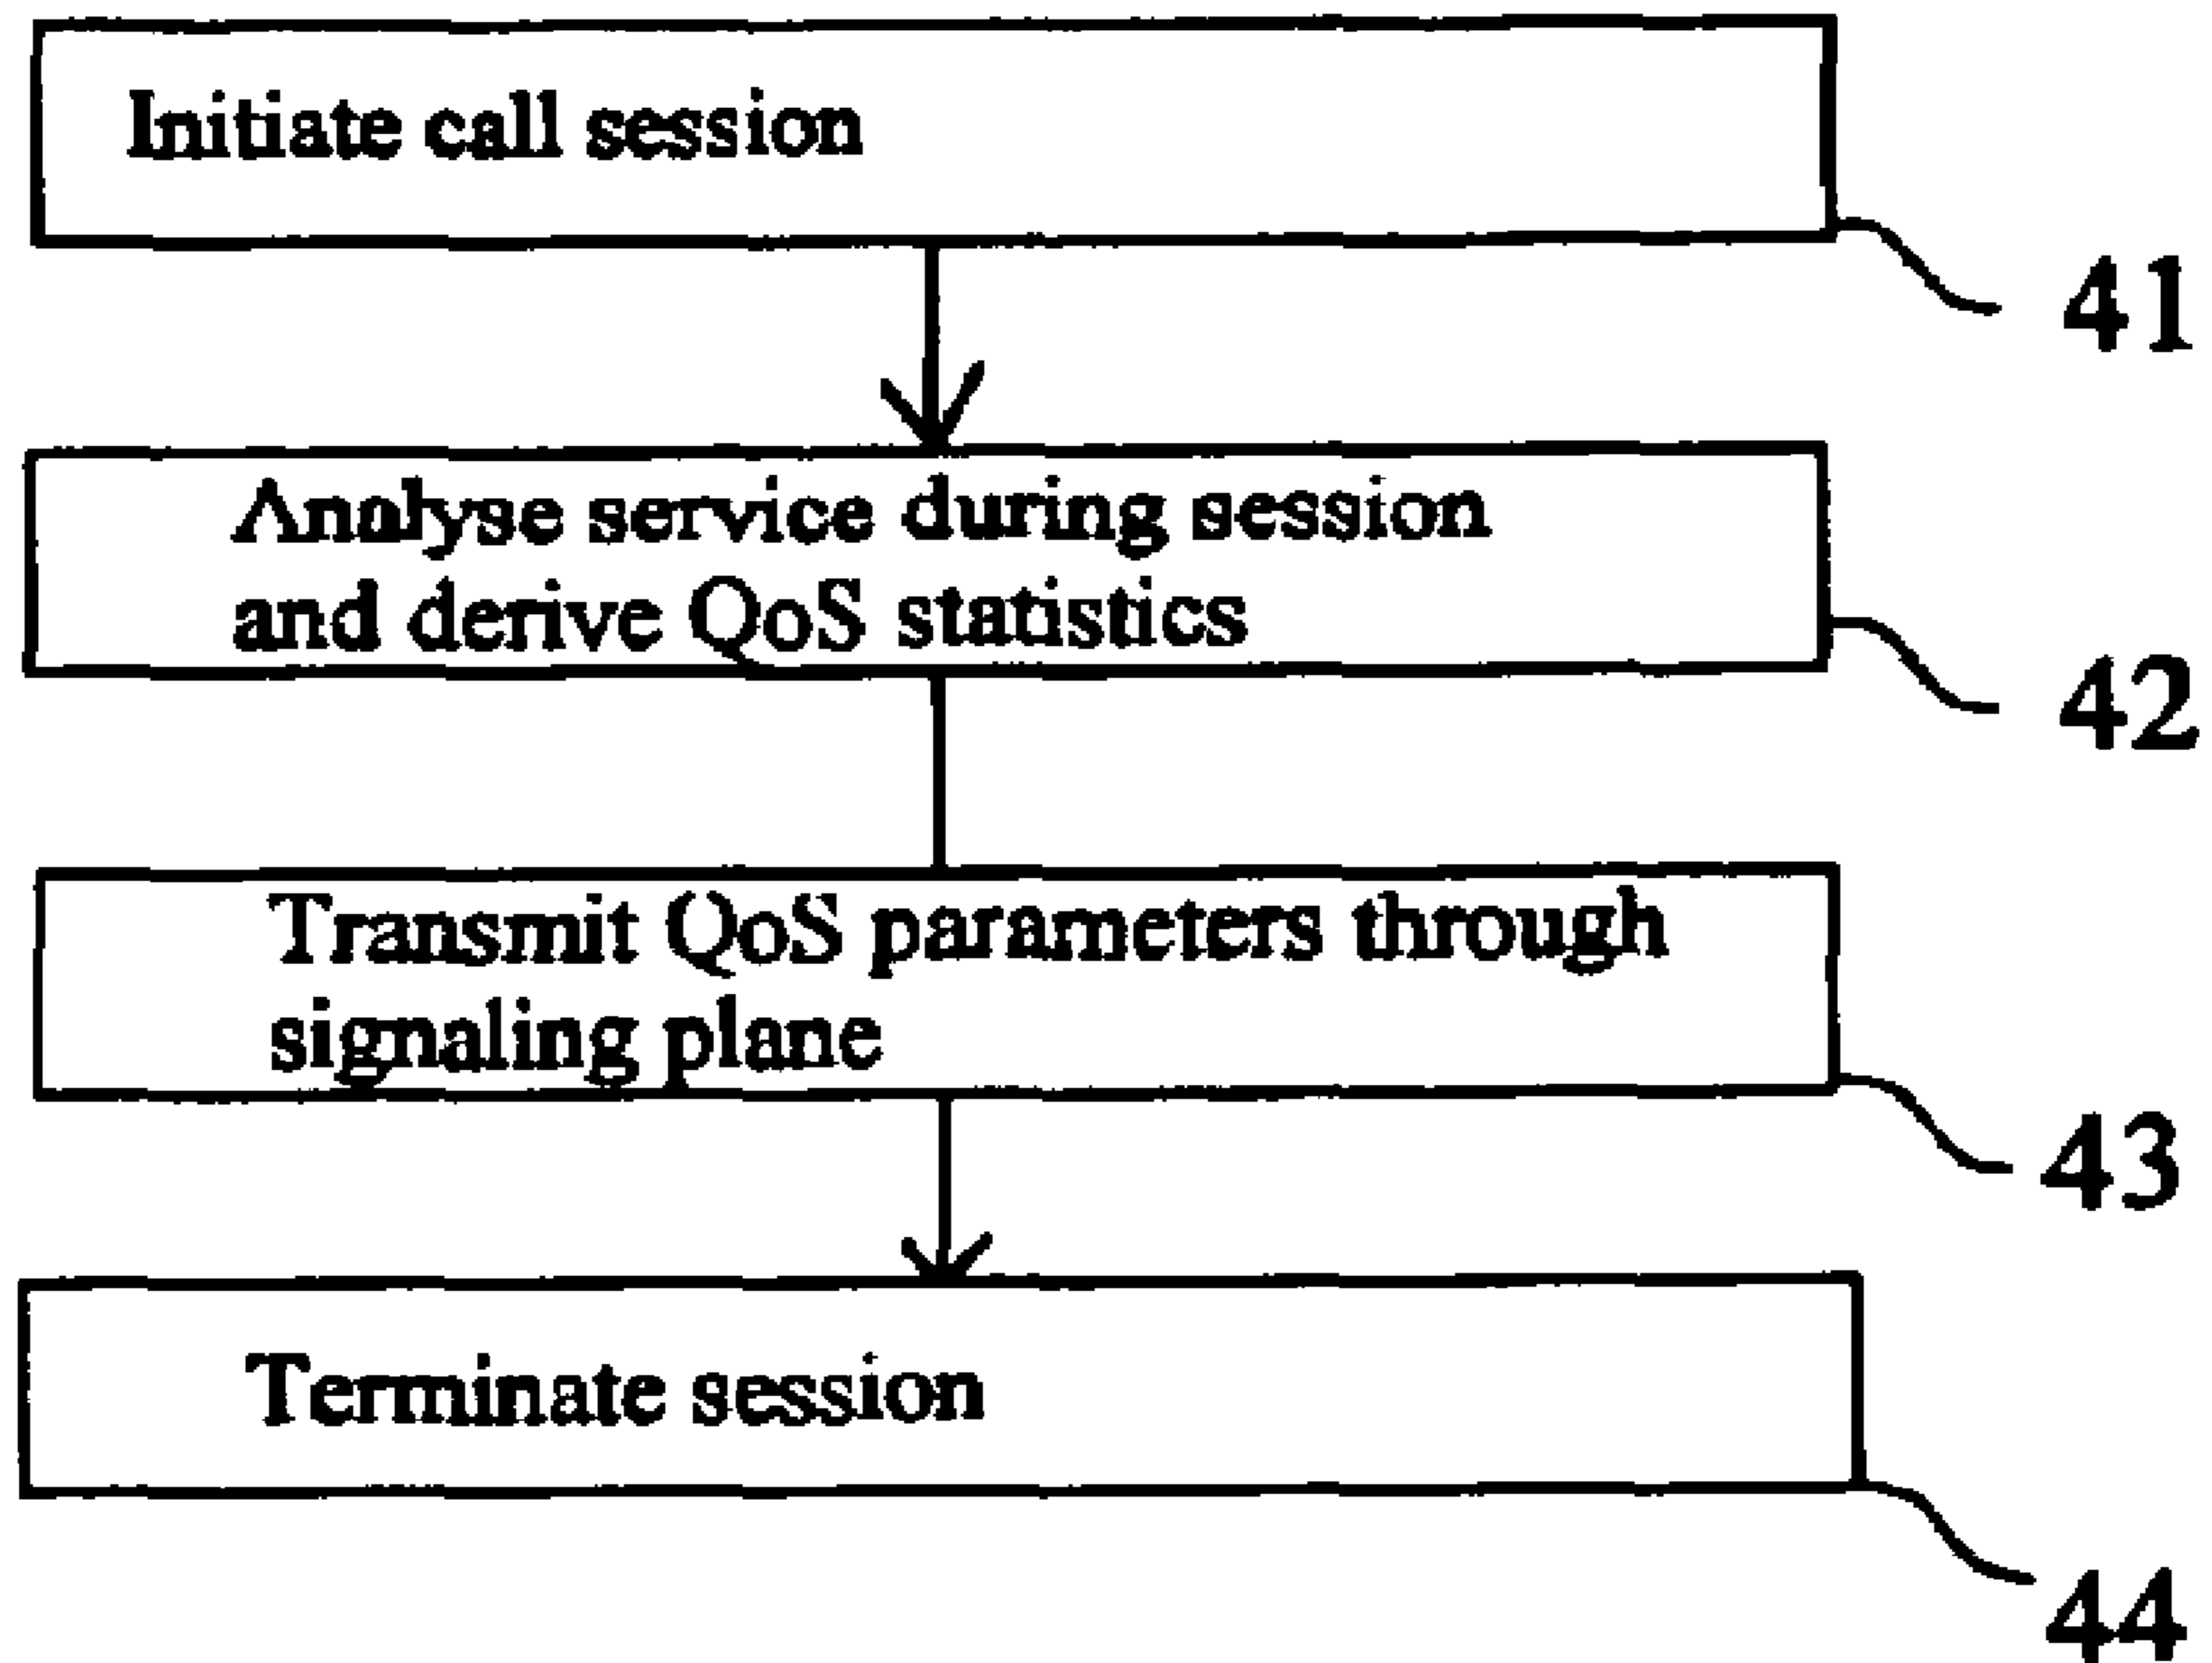 Initiate call session
41
Analyse service during session
and derive QoS statistics
42
Transmit QoS parameters through
signaling plane
43
Terminate session
44